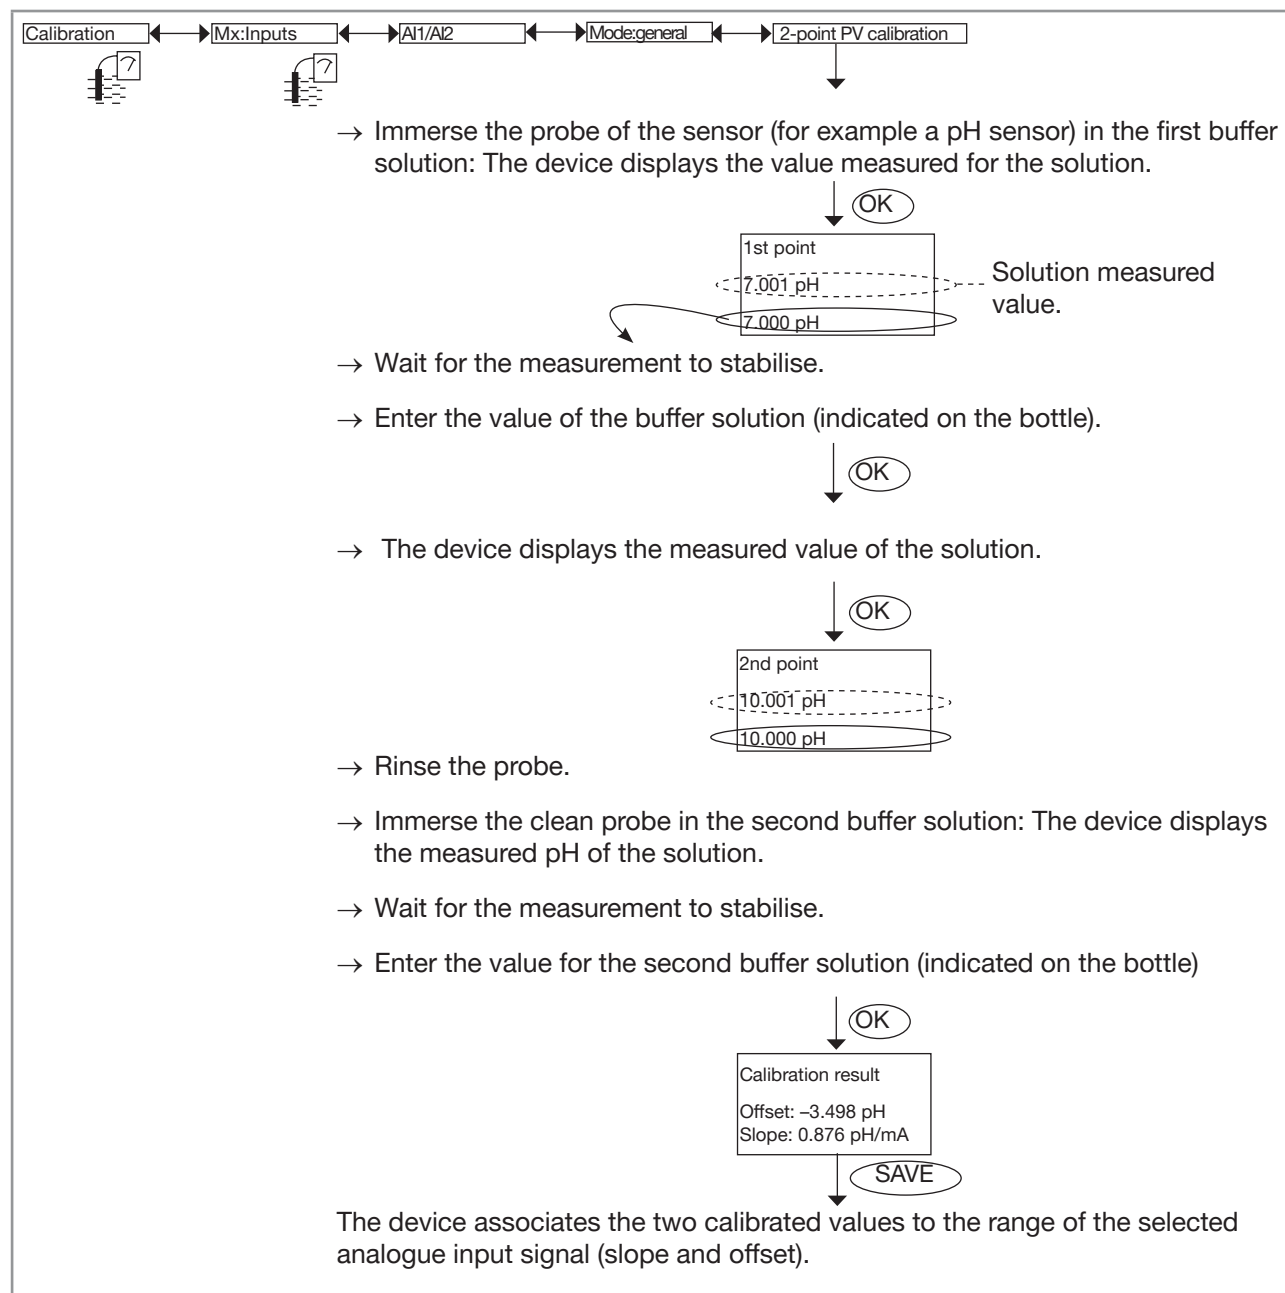 Calibration Mx:Inputs AI1/AI2 Mode:general 2-point PV calibration
→ Immerse the probe of the sensor (for example a pH sensor) in the first buffer
solution: The device displays the value measured for the solution.
OK
1st point
7.001 pH
Solution measured
value.
7.000 pH
→ Wait for the measurement to stabilise.
→ Enter the value of the buffer solution (indicated on the bottle).
OK
→ The device displays the measured value of the solution.
OK
2nd point
10.001 pH
10.000 pH
→ Rinse the probe.
→ Immerse the clean probe in the second buffer solution: The device displays
the measured pH of the solution.
→ Wait for the measurement to stabilise.
→ Enter the value for the second buffer solution (indicated on the bottle)
OK
Calibration result
Offset: –3.498 pH
Slope: 0.876 pH/mA
SAVE
The device associates the two calibrated values to the range of the selected
analogue input signal (slope and offset).